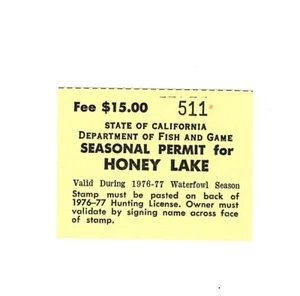 Fee $15.00 511
STATE OF CALIFORNIA
DEPARTMENT OF FISH AND GAME
SEASONAL PERMIT for
HONEY LAKE
Valid During 1976-77 Waterfowl Season
Stamp must be posted on back of
1976-77 Hunting License. Owner must
validate by signing name across face
of stamp.